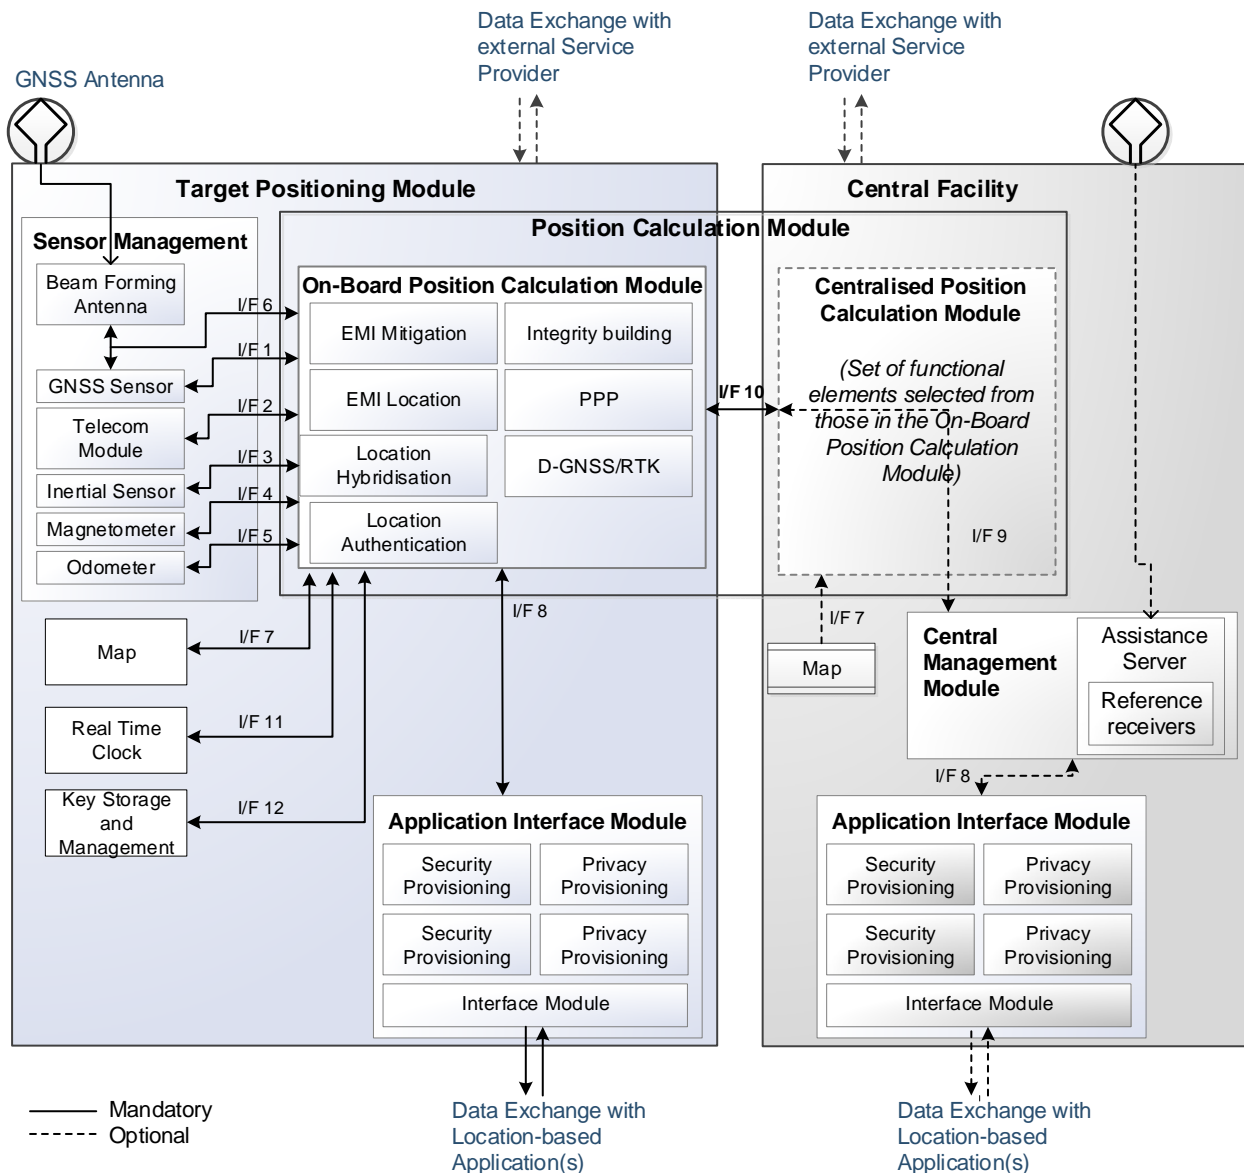 Data Exchange with
external Service
Provider
Data Exchange with
external Service
Provider
GNSS Antenna
Target Positioning Module
Central Facility
Position Calculation Module
Sensor Management
Beam Forming
Antenna
GNSS Sensor
Telecom
Module
Inertial Sensor
Magnetometer
Odometer
I/F 6
I/F 1
I/F 2
I/F 3
I/F 4
I/F 5
On-Board Position Calculation Module
EMI Mitigation
Integrity building
EMI Location
PPP
Location
Hybridisation
D-GNSS/RTK
Location
Authentication
I/F 10
Centralised Position
Calculation Module
(Set of functional
elements selected from
those in the On-Board
Position Calculation
Module)
I/F 9
I/F 7
Map
I/F 8
I/F 7
Map
Central
Management
Module
Assistance
Server
Reference
receivers
Real Time
Clock
I/F 11
Key Storage
and
Management
I/F 12
I/F 8
Application Interface Module
Security
Provisioning
Privacy
Provisioning
Security
Provisioning
Privacy
Provisioning
Interface Module
Application Interface Module
Security
Provisioning
Privacy
Provisioning
Security
Provisioning
Privacy
Provisioning
Interface Module
Mandatory
Optional
Data Exchange with
Location-based
Application(s)
Data Exchange with
Location-based
Application(s)